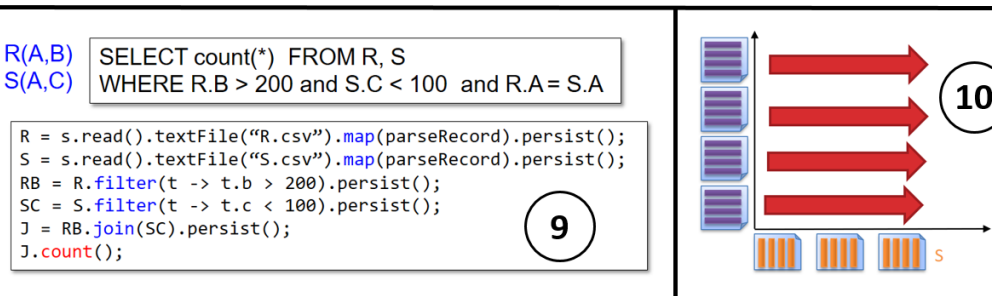 R(A,B)
S(A,C)
SELECT count(*) FROM R, S
WHERE R.B > 200 and S.C < 100 and R.A = S.A
R = s.read().textFile(“R.csv”).map(parseRecord).persist();
S = s.read().textFile(“S.csv”).map(parseRecord).persist();
RB = R.filter(t -> t.b > 200).persist();
SC = S.filter(t -> t.c < 100).persist();
J = RB.join(SC).persist();
J.count();
9
10
S